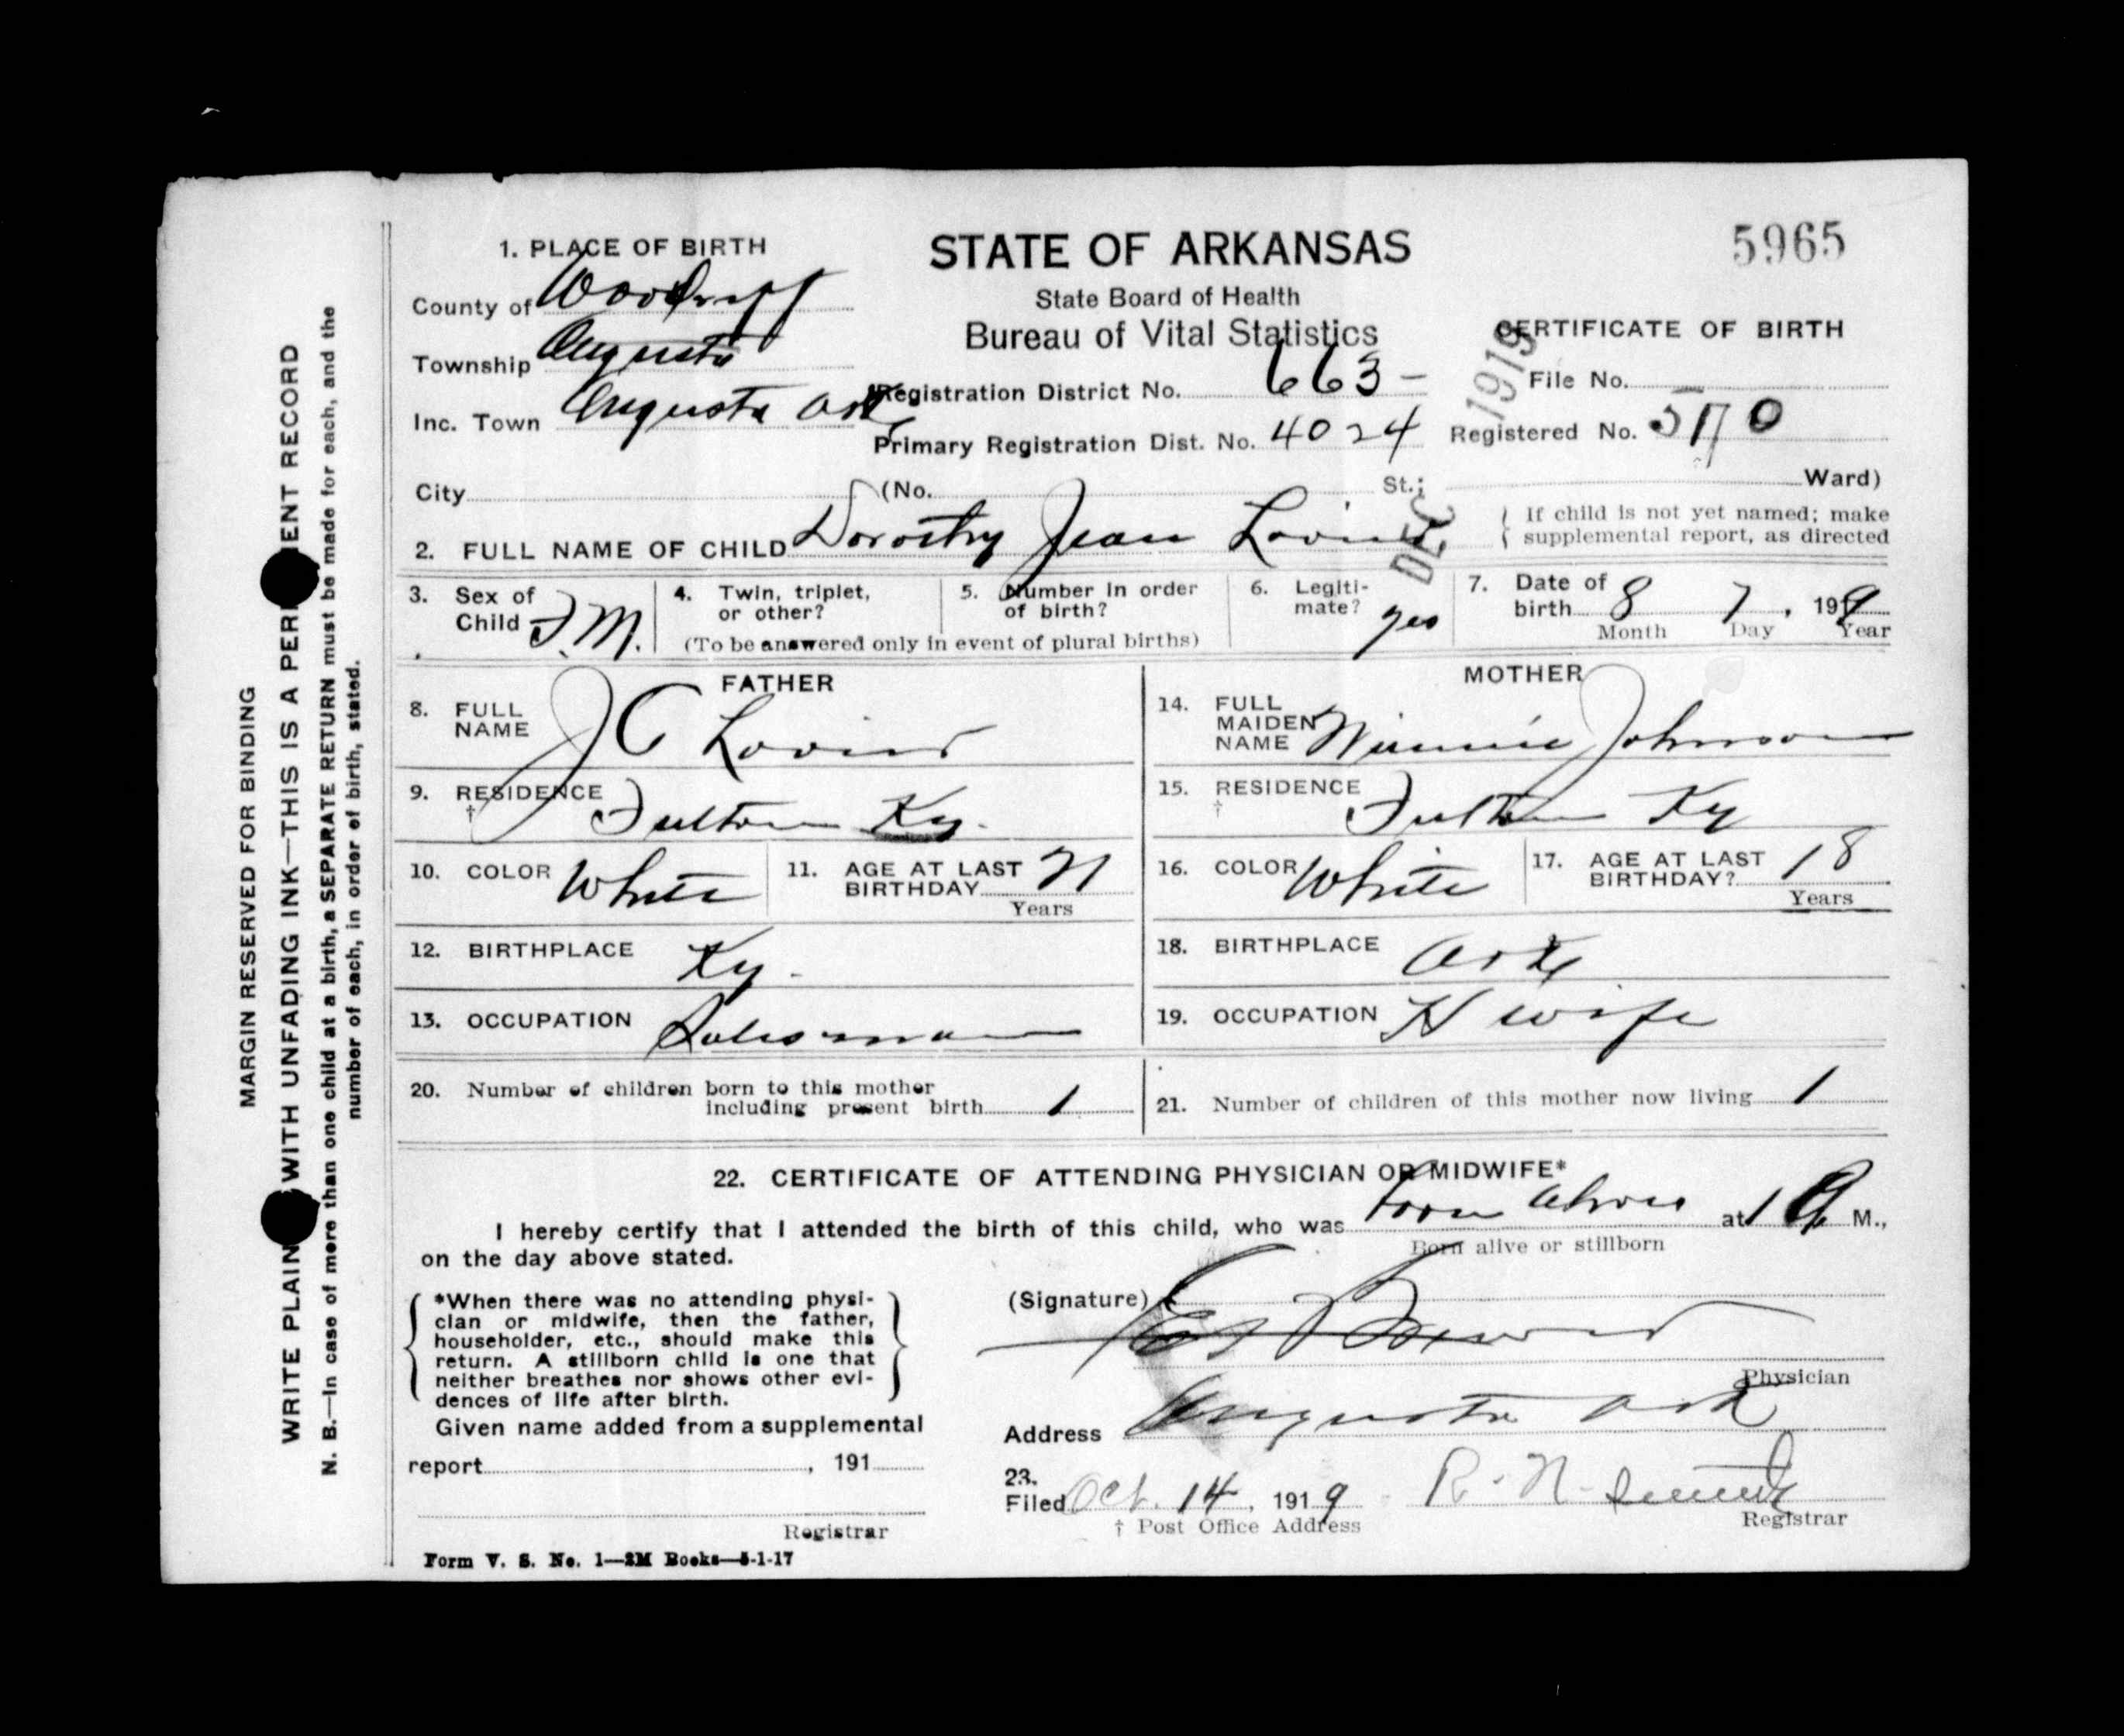 5965
1. PLACE OF BIRTH
STATE OF ARKANSAS
State Board of Health
Bureau of Vital Statistics
CERTIFICATE OF BIRTH
County of Woodruff
Township Augusta
Inc. Town Augusta Ark
Registration District No. 663 -
File No.
Primary Registration Dist. No. 4024
Registered No.
DEC 1919
City (No. St.; Ward)
2. FULL NAME OF CHILD Dorothy Jean
If child is not yet named; make
supplemental report, as directed
3. Sex of Child F.M.
4. Twin, triplet, or other?
5. Number in order of birth?
(To be answered only in event of plural births)
6. Legiti-mate? yes
7. Date of birth 8 7, 1919
Month Day Year
FATHER
8. FULL NAME J C
9. RESIDENCE † Fulton Ky.
10. COLOR White
11. AGE AT LAST BIRTHDAY 21
Years
12. BIRTHPLACE Ky.
13. OCCUPATION Salesman
MOTHER
14. FULL MAIDEN NAME Minnie Johnson
15. RESIDENCE † Fulton Ky
16. COLOR White
17. AGE AT LAST BIRTHDAY? 18
Years
18. BIRTHPLACE Ark
19. OCCUPATION H wife
20. Number of children born to this mother
including present birth 1
21. Number of children of this mother now living 1
22. CERTIFICATE OF ATTENDING PHYSICIAN OR MIDWIFE*
I hereby certify that I attended the birth of this child, who was born alive at 1 M.,
Born alive or stillborn
on the day above stated.
*When there was no attending physi-
cian or midwife, then the father,
householder, etc., should make this
return. A stillborn child is one that
neither breathes nor shows other evi-
dences of life after birth.
Given name added from a supplemental
report , 191
Registrar
Form V. S. No. 1—2M Books—5-1-17
(Signature)
Physician
Address Augusta Ark
23.
Filed Oct. 14, 1919 R. N.
† Post Office Address
Registrar
MARGIN RESERVED FOR BINDING
WRITE PLAIN WITH UNFADING INK—THIS IS A PER ENT RECORD
N. B.—In case of more than one child at a birth, a SEPARATE RETURN must be made for each, and the
number of each, in order of birth, stated.